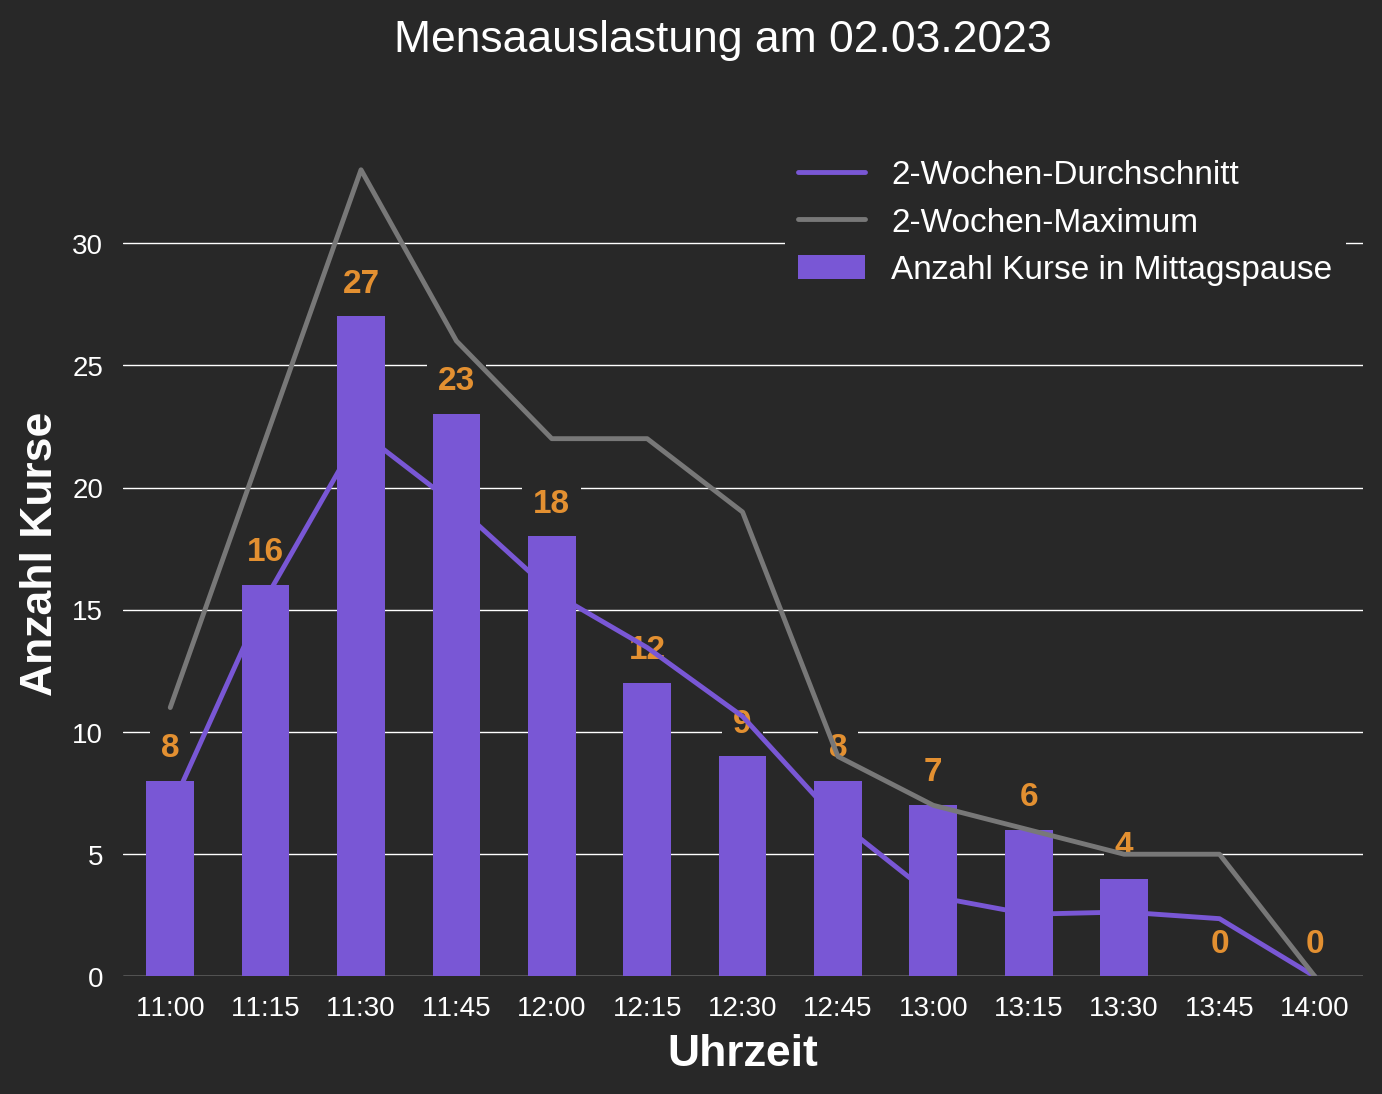 Mensaauslastung am 02.03.2023
2-Wochen-Durchschnitt
2-Wochen-Maximum
Anzahl Kurse in Mittagspause
Anzahl Kurse
30
25
20
15
10
5
0
8
16
27
23
18
12
9
8
7
6
4
0
0
11:00 11:15 11:30 11:45 12:00 12:15 12:30 12:45 13:00 13:15 13:30 13:45 14:00
Uhrzeit